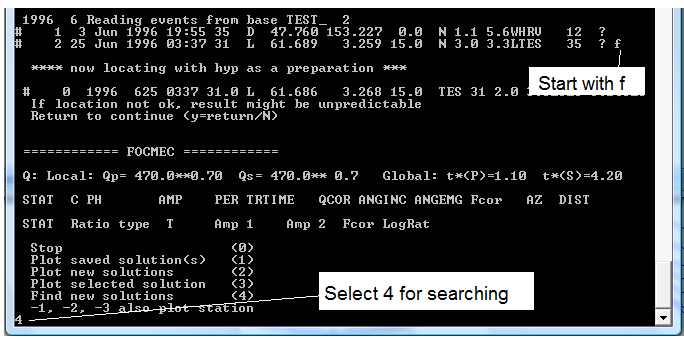 1996  6 Reading events from base TEST_  2
#    1  3 Jun 1996 19:55 35  D  47.760 153.227  0.0  N 1.1 5.6WHRV   12  ?
#    2 25 Jun 1996 03:37 31  L  61.689   3.259 15.0  N 3.0 3.3LTES   35  ? f
**** now locating with hyp as a preparation ***
Start with f
#     0  1996  625 0337 31.0 L  61.686   3.268 15.0  TES 31 2.0
If location not ok, result might be unpredictable
Return to continue (y=return/N)
============ FOCMEC ============
Q: Local: Qp= 470.0**0.70  Qs= 470.0** 0.7   Global: t*(P)=1.10  t*(S)=4.20
STAT  C PH       AMP    PER TRTIME   QCOR ANGINC ANGEMG Fcor   AZ  DIST
STAT  Ratio type  T     Amp 1    Amp 2  Fcor LogRat
Stop                     (0)
Plot saved solution(s)   (1)
Plot new solutions       (2)
Plot selected solution   (3)
Find new solutions       (4)
-1, -2, -3 also plot station
Select 4 for searching
4